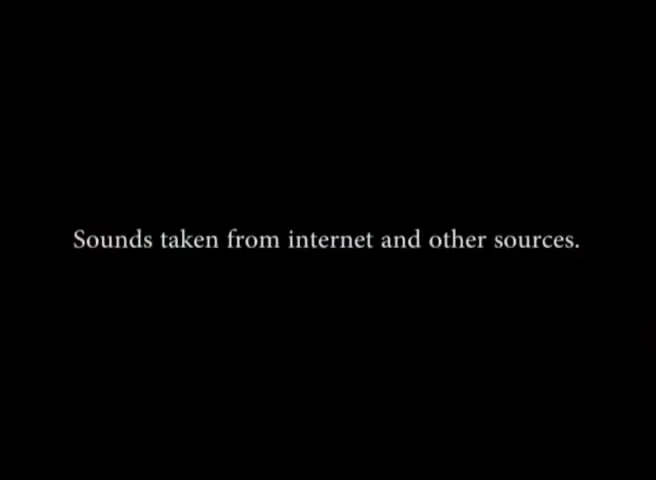 Sounds taken from internet and other sources.